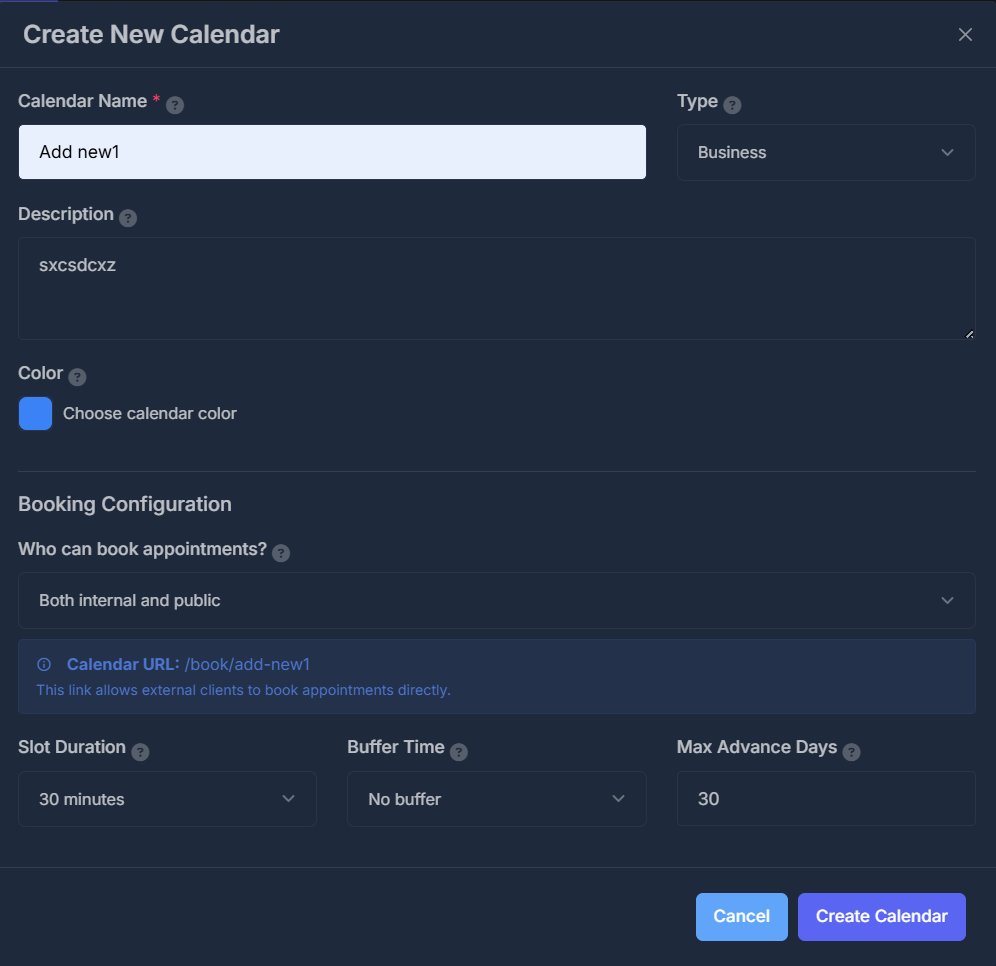 Create New Calendar
Calendar Name * ?
Type ?
Add new1
Business
Description ?
sxcsdcxz
Color ?
Choose calendar color
Booking Configuration
Who can book appointments? ?
Both internal and public
Calendar URL: /book/add-new1
This link allows external clients to book appointments directly.
Slot Duration ?
Buffer Time ?
Max Advance Days ?
30 minutes
No buffer
30
Cancel
Create Calendar